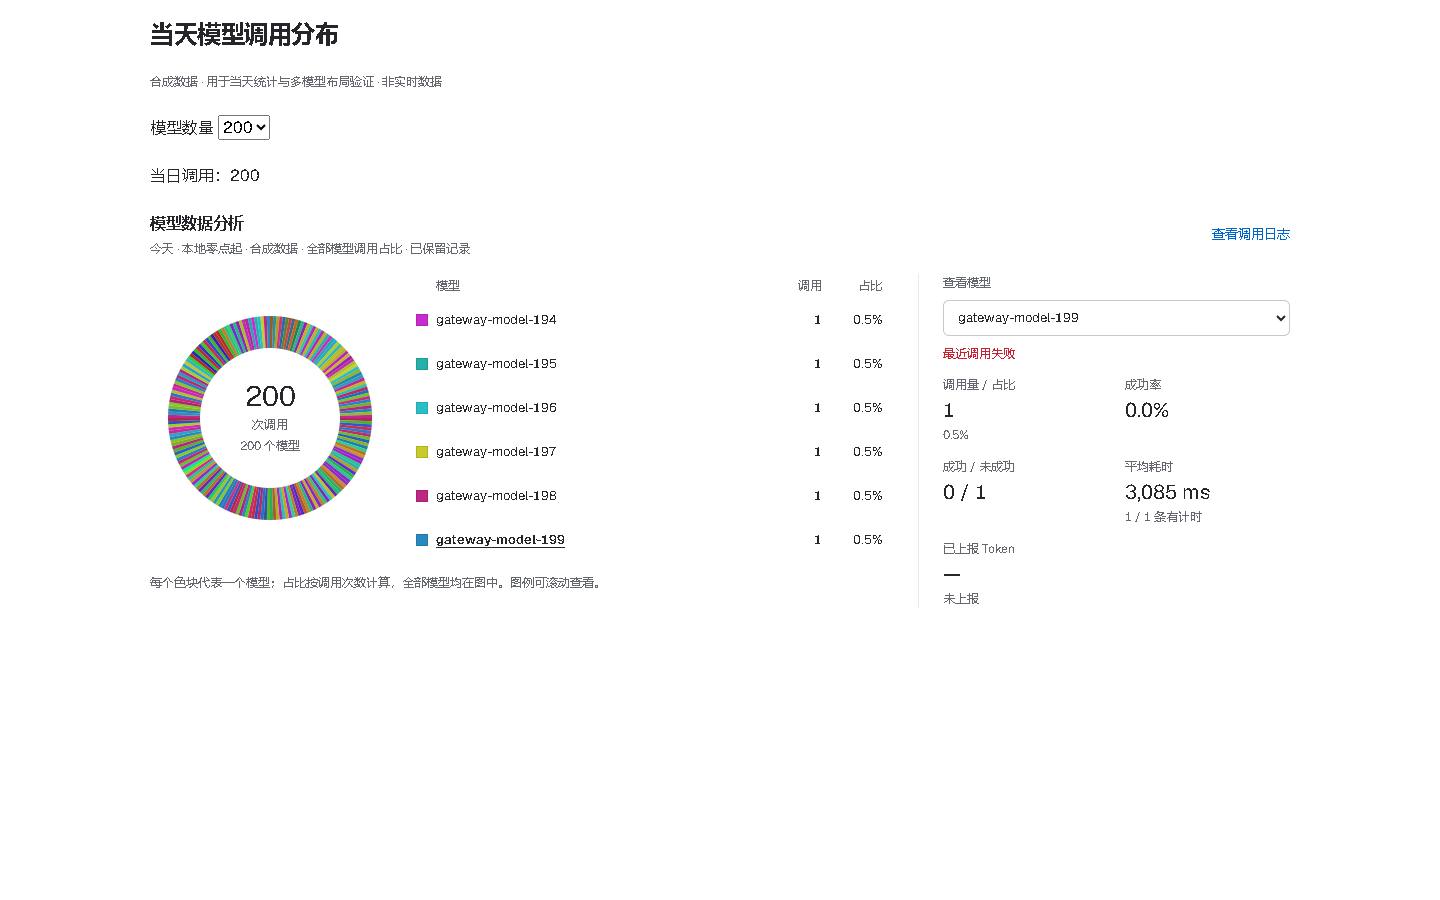 当天模型调用分布
合成数据 · 用于当天统计与多模型布局验证 · 非实时数据
模型数量 200
当日调用：200
模型数据分析
今天 · 本地零点起 · 合成数据 · 全部模型调用占比 · 已保留记录
查看调用日志
200
次调用
200 个模型
模型 调用 占比
gateway-model-194 1 0.5%
gateway-model-195 1 0.5%
gateway-model-196 1 0.5%
gateway-model-197 1 0.5%
gateway-model-198 1 0.5%
gateway-model-199 1 0.5%
每个色块代表一个模型；占比按调用次数计算，全部模型均在图中。图例可滚动查看。
查看模型
gateway-model-199
最近调用失败
调用量 / 占比
1
0.5%
成功率
0.0%
成功 / 未成功
0 / 1
平均耗时
3,085 ms
1 / 1 条有计时
已上报 Token
—
未上报